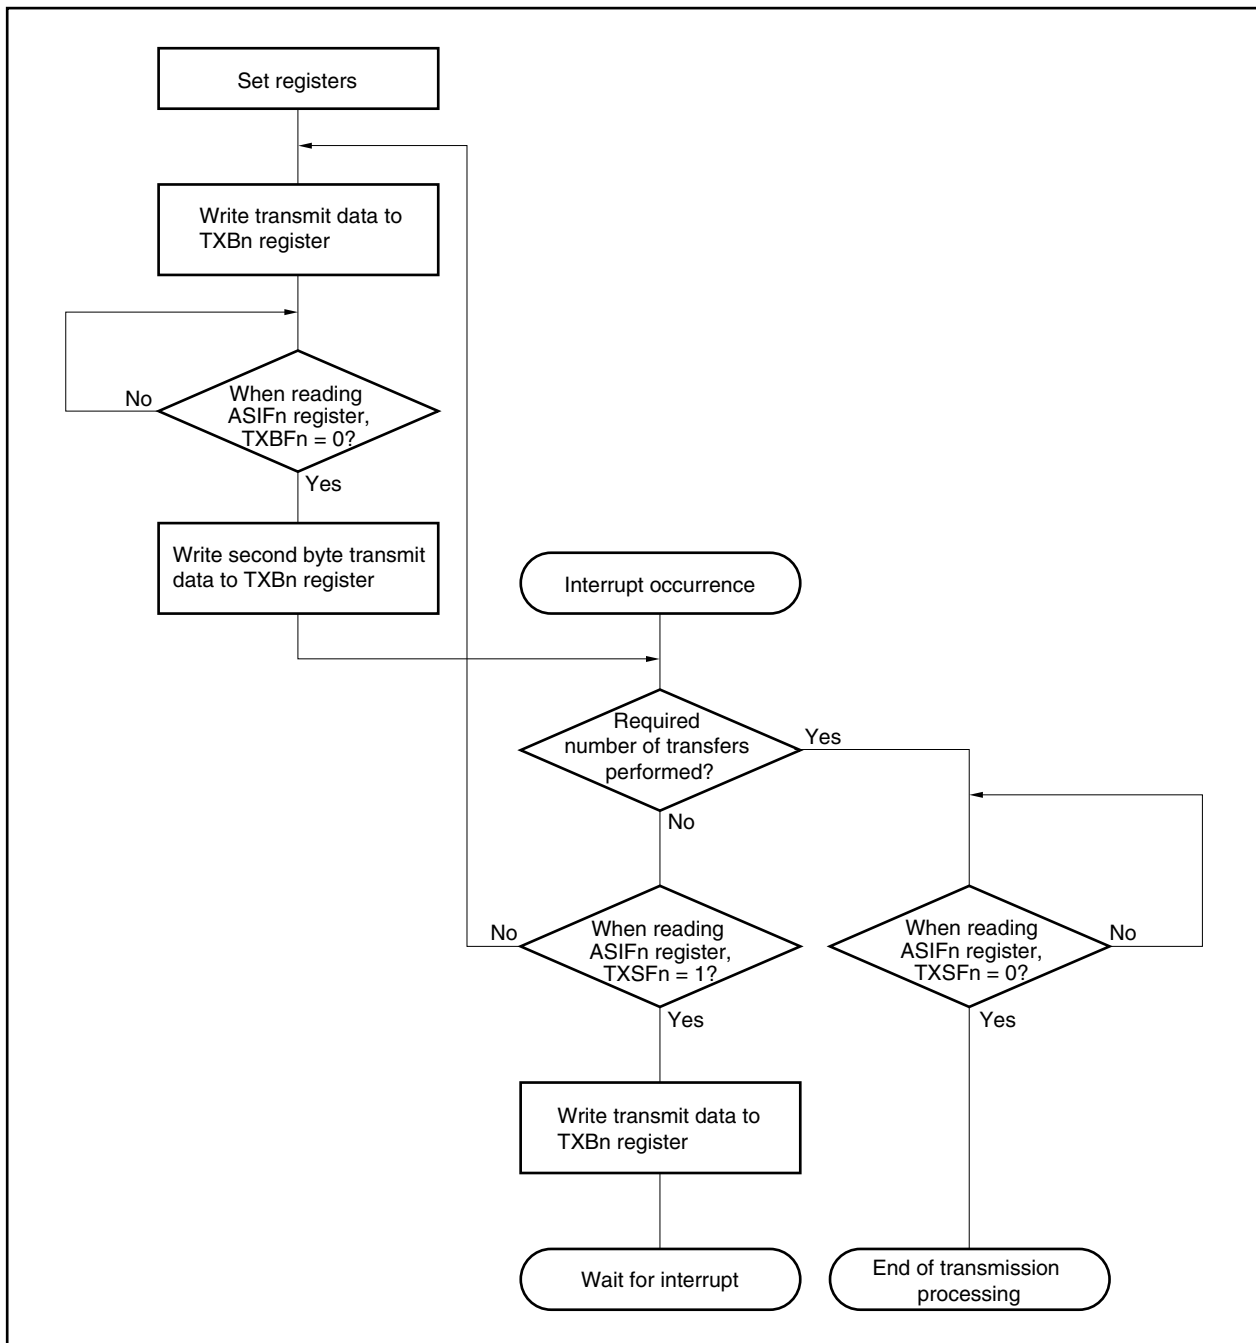 Set registers
Write transmit data to
TXBn register
No
When reading
ASIFn register,
TXBFn = 0?
Yes
Write second byte transmit
data to TXBn register
Interrupt occurrence
Required
number of transfers
performed?
Yes
No
No
When reading
ASIFn register,
TXSFn = 1?
Yes
When reading
ASIFn register,
TXSFn = 0?
No
Yes
Write transmit data to
TXBn register
Wait for interrupt
End of transmission
processing